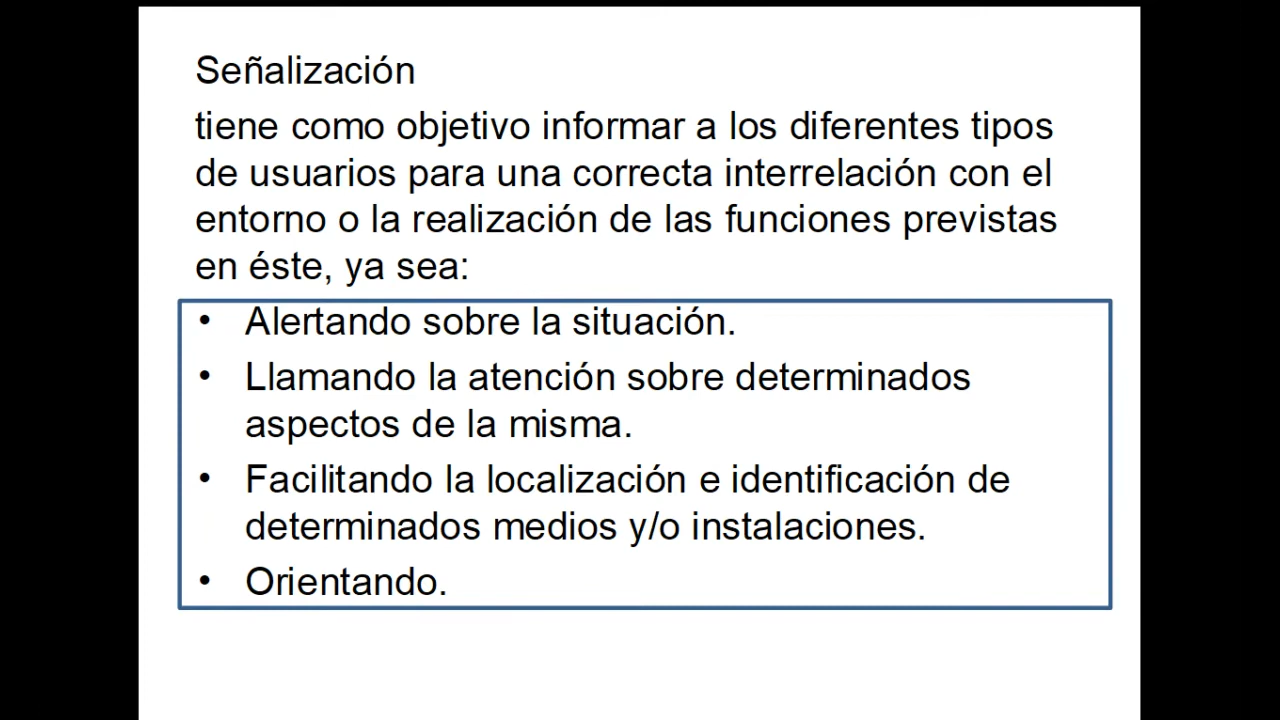 Señalización
tiene como objetivo informar a los diferentes tipos
de usuarios para una correcta interrelación con el
entorno o la realización de las funciones previstas
en éste, ya sea:
• Alertando sobre la situación.
• Llamando la atención sobre determinados
aspectos de la misma.
• Facilitando la localización e identificación de
determinados medios y/o instalaciones.
• Orientando.